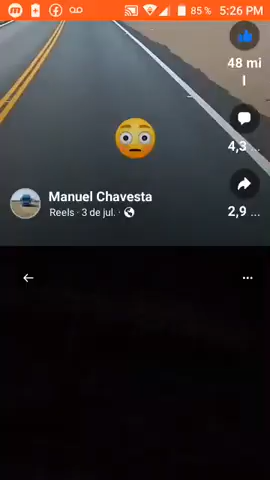 85 % 5:26 PM
48 mi
l
4,3 ...
Manuel Chavesta
Reels · 3 de jul. ·
2,9 ...